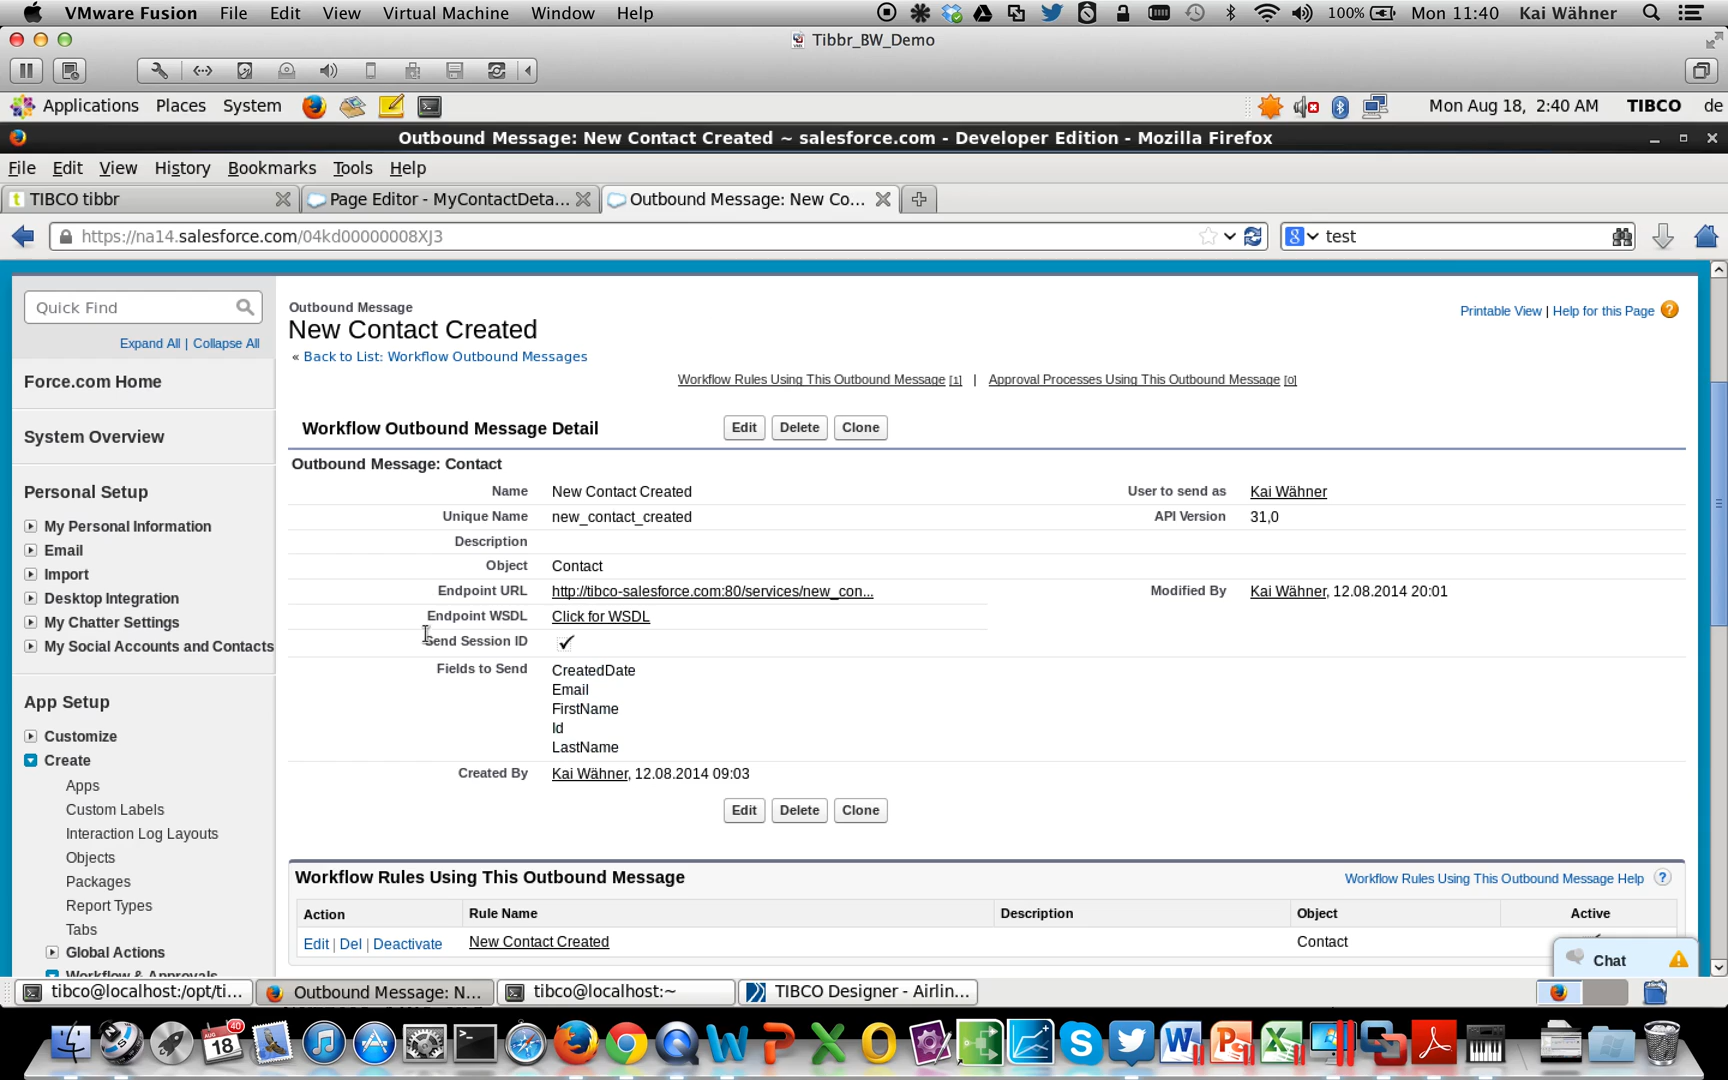 VMware Fusion File Edit View Virtual Machine Window Help 100% Mon 11:40 Kai Wähner
Tibbr_BW_Demo
Applications Places System Mon Aug 18, 2:40 AM TIBCO de
Outbound Message: New Contact Created ~ salesforce.com - Developer Edition - Mozilla Firefox
File Edit View History Bookmarks Tools Help
t TIBCO tibbr Page Editor - MyContactDeta... Outbound Message: New Co...
https://na14.salesforce.com/04kd00000008XJ3 8 test
Quick Find
Expand All | Collapse All
Force.com Home
System Overview
Personal Setup
My Personal Information
Email
Import
Desktop Integration
My Chatter Settings
My Social Accounts and Contacts
App Setup
Customize
Create
Apps
Custom Labels
Interaction Log Layouts
Objects
Packages
Report Types
Tabs
Global Actions
Workflow & Approvals
Outbound Message
New Contact Created
« Back to List: Workflow Outbound Messages
Printable View | Help for this Page ?
Workflow Rules Using This Outbound Message [1] | Approval Processes Using This Outbound Message [0]
Workflow Outbound Message Detail Edit Delete Clone
Outbound Message: Contact
Name New Contact Created User to send as Kai Wähner
Unique Name new_contact_created API Version 31,0
Description
Object Contact
Endpoint URL http://tibco-salesforce.com:80/services/new_con... Modified By Kai Wähner, 12.08.2014 20:01
Endpoint WSDL Click for WSDL
Send Session ID
Fields to Send CreatedDate
Email
FirstName
Id
LastName
Created By Kai Wähner, 12.08.2014 09:03
Edit Delete Clone
Workflow Rules Using This Outbound Message Workflow Rules Using This Outbound Message Help ?
Action Rule Name Description Object Active
Edit | Del | Deactivate New Contact Created Contact
Chat
tibco@localhost:/opt/ti... Outbound Message: N... tibco@localhost:~ TIBCO Designer - Airlin...
AUG 18 40